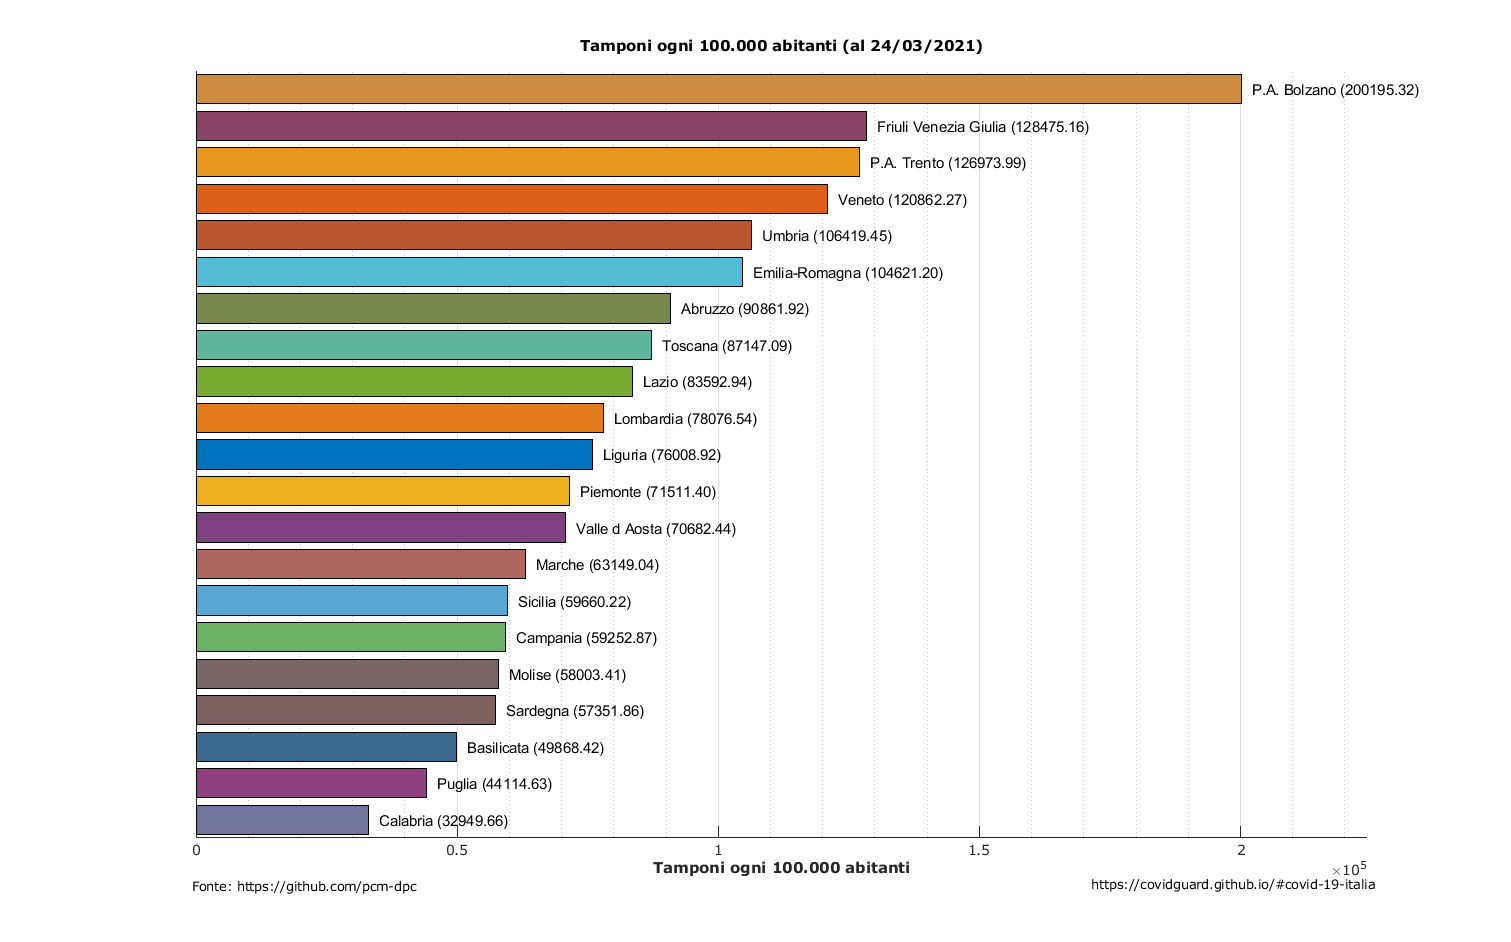 Tamponi ogni 100.000 abitanti (al 24/03/2021)
P.A. Bolzano (200195.32)
Friuli Venezia Giulia (128475.16)
P.A. Trento (126973.99)
Veneto (120862.27)
Umbria (106419.45)
Emilia-Romagna (104621.20)
Abruzzo (90861.92)
Toscana (87147.09)
Lazio (83592.94)
Lombardia (78076.54)
Liguria (76008.92)
Piemonte (71511.40)
Valle d Aosta (70682.44)
Marche (63149.04)
Sicilia (59660.22)
Campania (59252.87)
Molise (58003.41)
Sardegna (57351.86)
Basilicata (49868.42)
Puglia (44114.63)
Calabria (32949.66)
0 0.5 1 1.5 2
×10⁵
Tamponi ogni 100.000 abitanti
Fonte: https://github.com/pcm-dpc
https://covidguard.github.io/#covid-19-italia